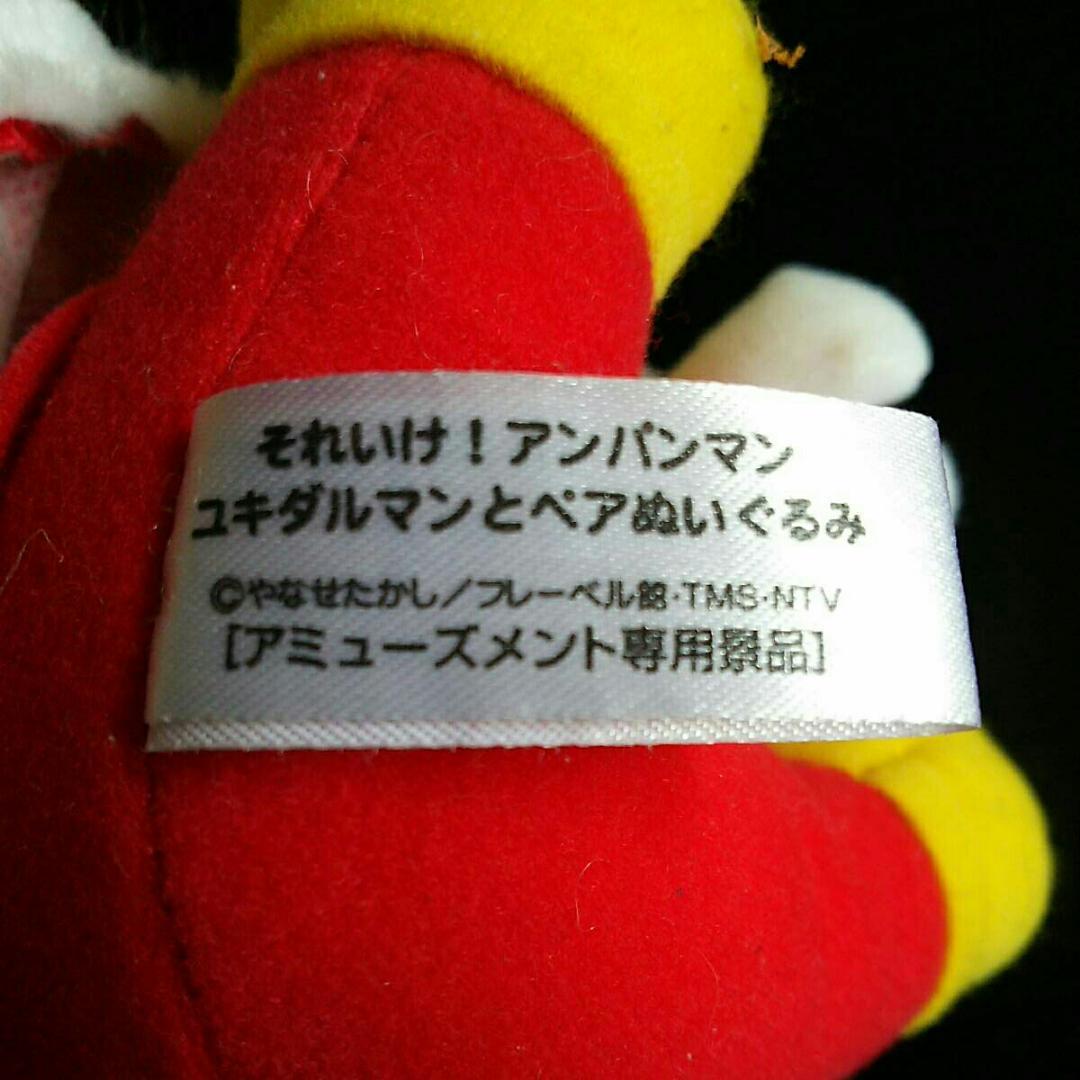 それいけ！アンパンマン
ユキダルマンとペアぬいぐるみ
©やなせたかし／フレーベル館・TMS・NTV
[アミューズメント専用景品]